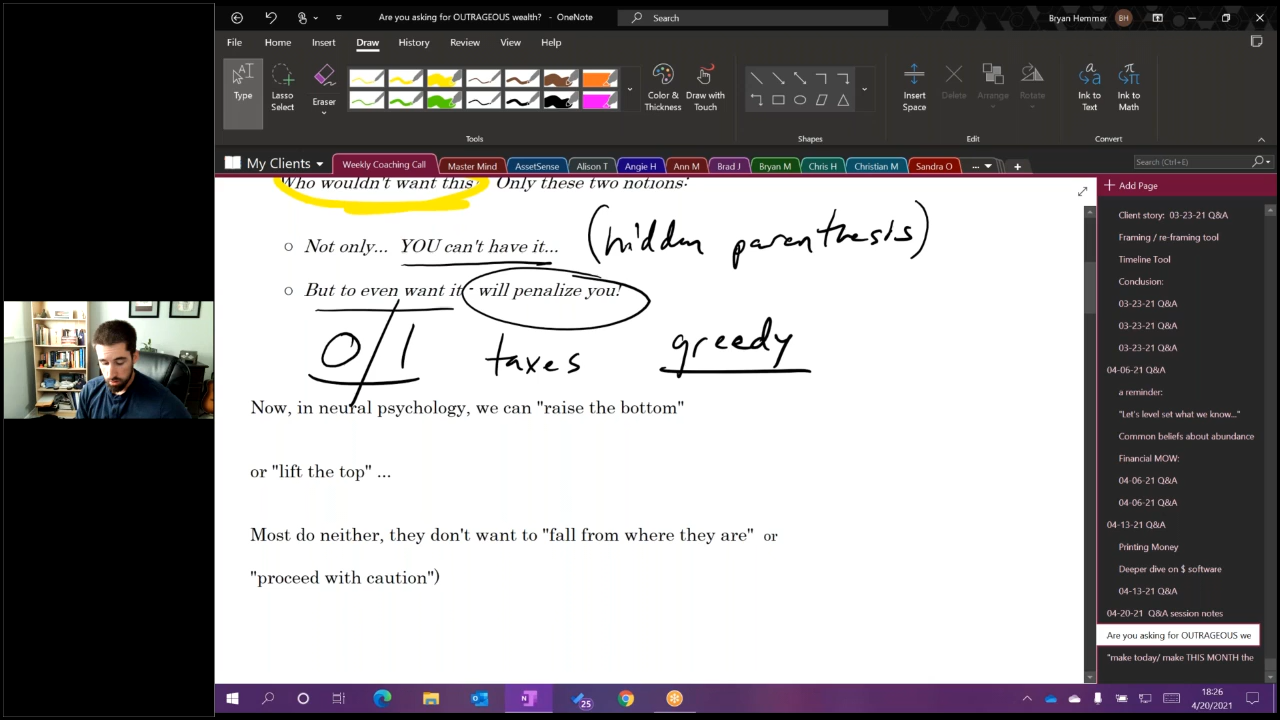 Are you asking for OUTRAGEOUS wealth? - OneNote
Search
Bryan Hemmer
BH
File Home Insert Draw History Review View Help
Type
Lasso Select
Eraser
Color & Thickness
Draw with Touch
Insert Space
Delete
Arrange
Rotate
Ink to Text
Ink to Math
Tools
Shapes
Edit
Convert
My Clients
Weekly Coaching Call
Master Mind
AssetSense
Alison T
Angie H
Ann M
Brad J
Bryan M
Chris H
Christian M
Sandra O
...
Search (Ctrl+E)
Who wouldn't want this? Only these two notions:
Not only... YOU can't have it... (hidden parenthesis)
But to even want it - will penalize you!
0/1 taxes greedy
Now, in neural psychology, we can "raise the bottom"
or "lift the top" ...
Most do neither, they don't want to "fall from where they are" or
"proceed with caution")
Add Page
Client story: 03-23-21 Q&A
Framing / re-framing tool
Timeline Tool
Conclusion:
03-23-21 Q&A
03-23-21 Q&A
03-23-21 Q&A
04-06-21 Q&A
a reminder:
"Let's level set what we know..."
Common beliefs about abundance
Financial MOW:
04-06-21 Q&A
04-06-21 Q&A
04-13-21 Q&A
Printing Money
Deeper dive on $ software
04-13-21 Q&A
04-20-21 Q&A session notes
Are you asking for OUTRAGEOUS we
"make today/ make THIS MONTH the
25
18:26
4/20/2021